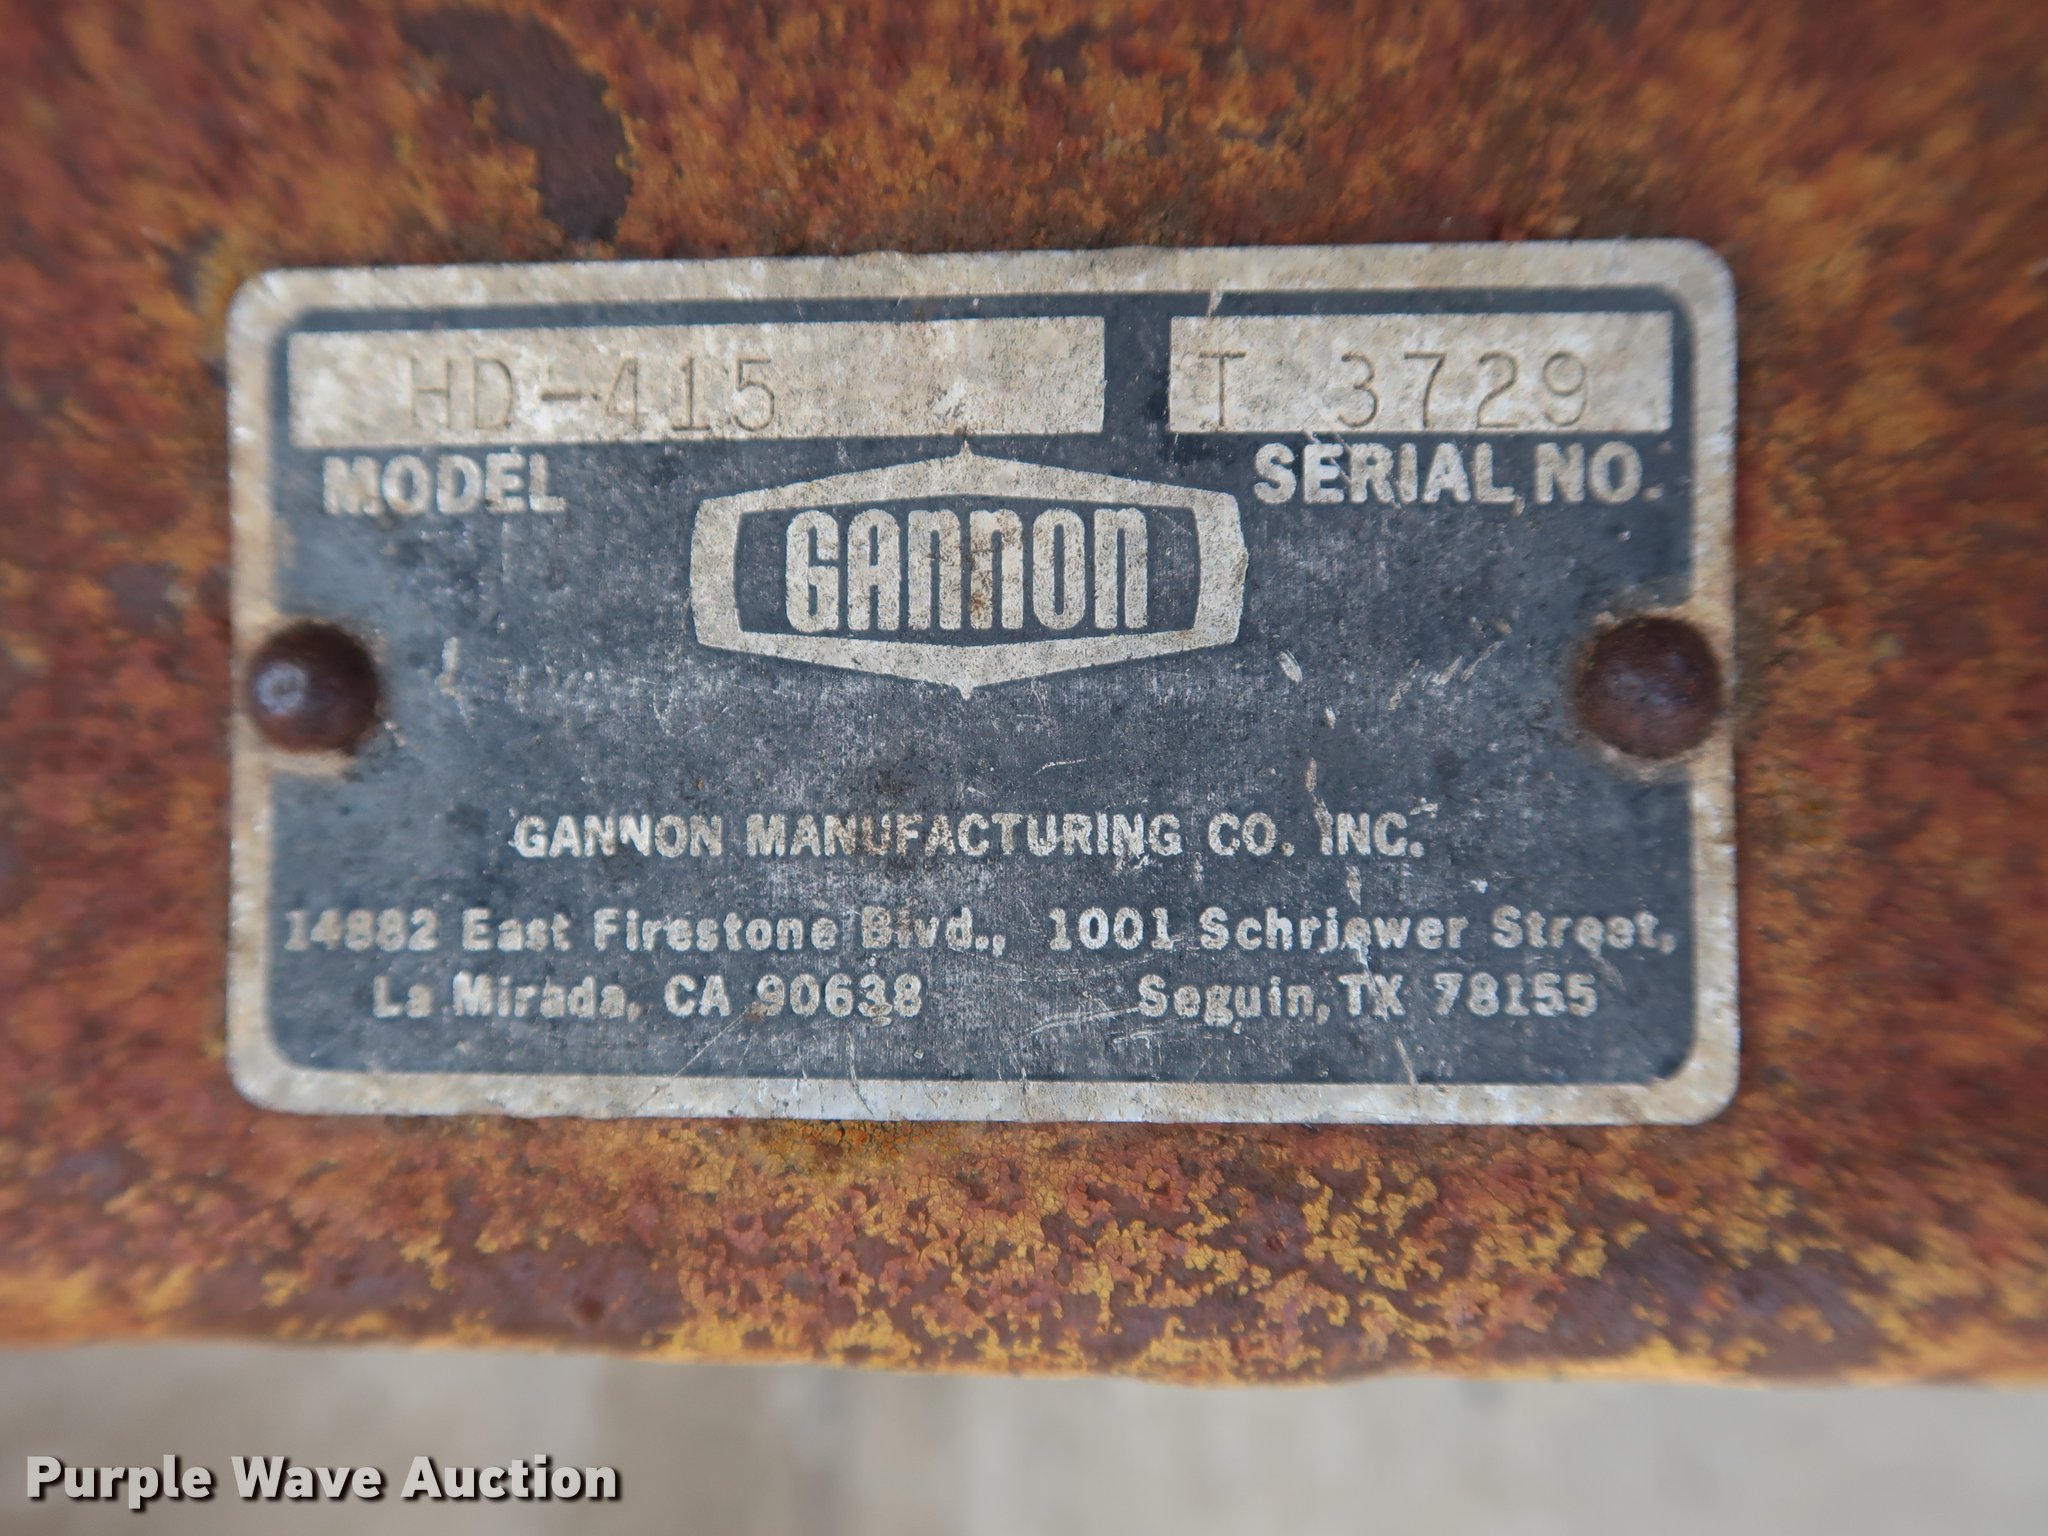 HD-415 T 3729
MODEL SERIAL NO.
GANNON
GANNON MANUFACTURING CO. INC.
14882 East Firestone Blvd., 1001 Schriewer Street,
La Mirada, CA 90638 Seguin, TX 78155
Purple Wave Auction